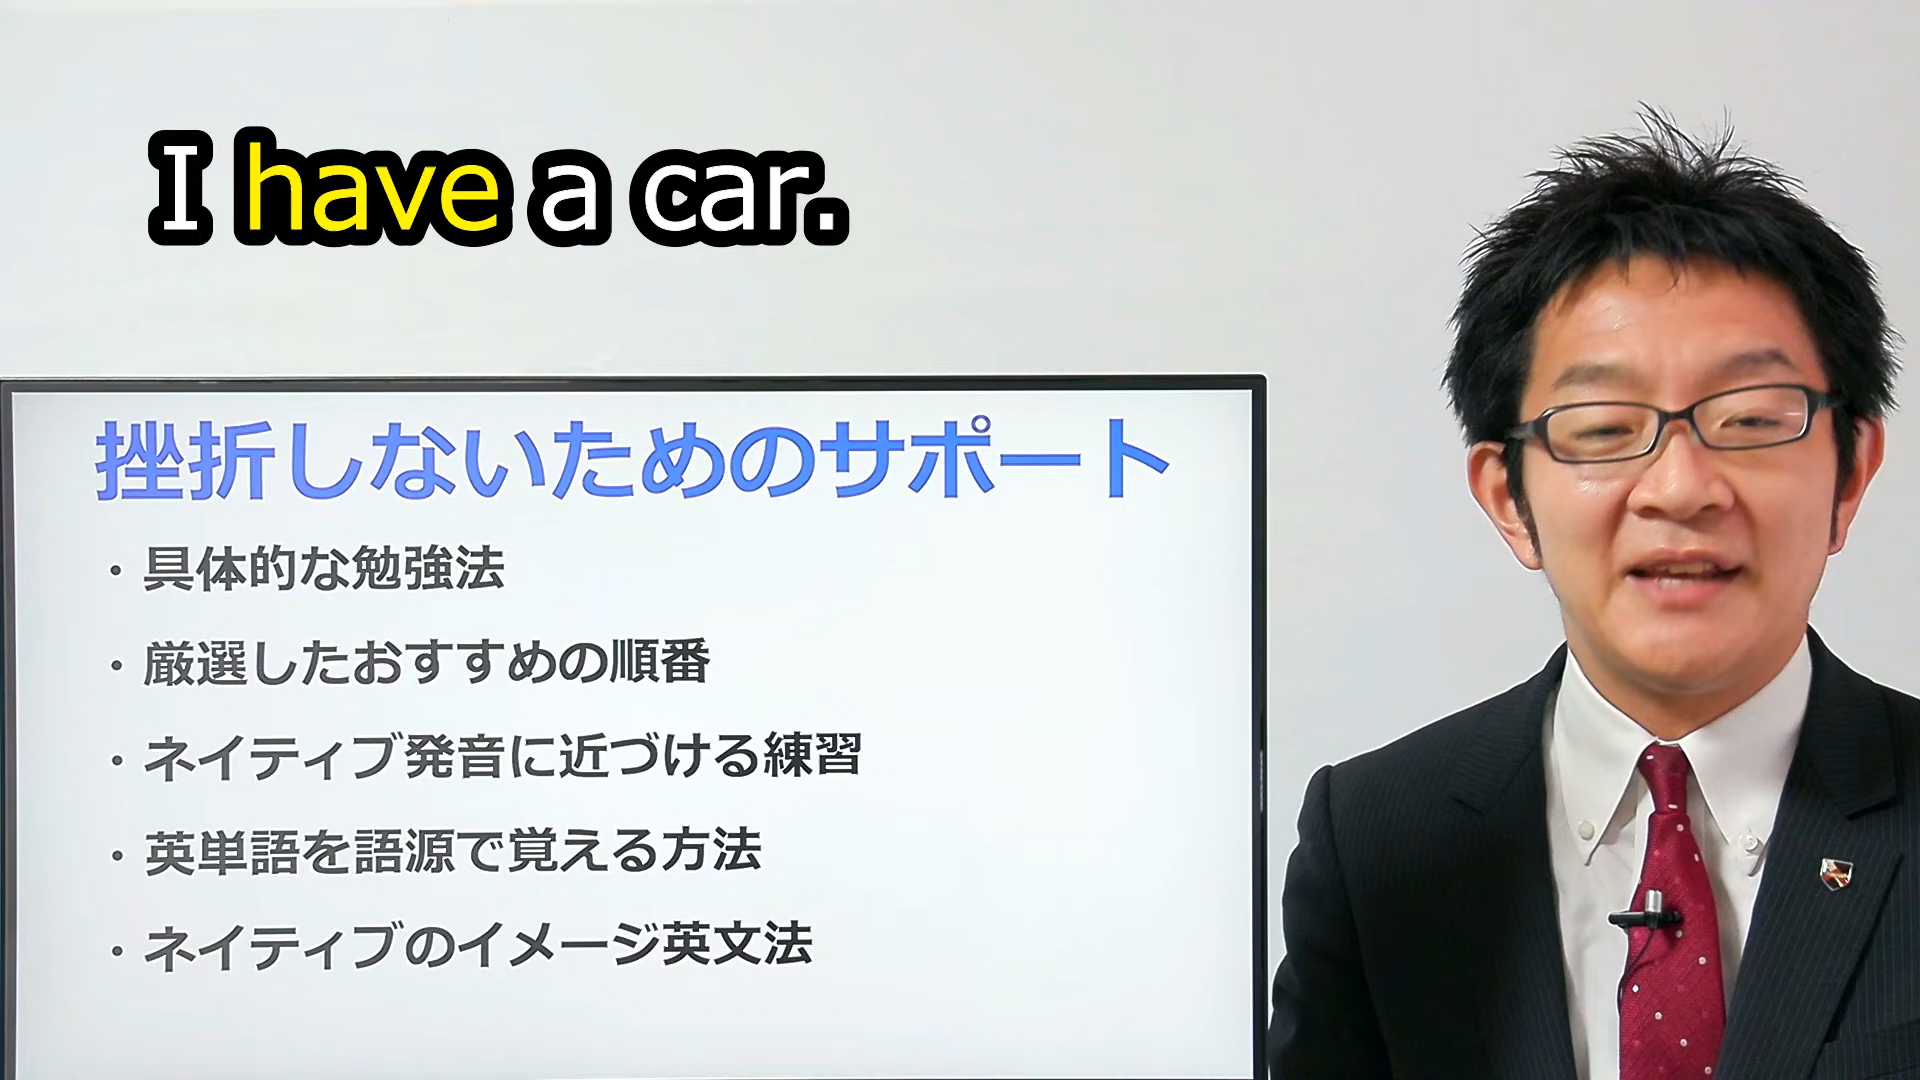 I have a car.
挫折しないためのサポート
・具体的な勉強法
・厳選したおすすめの順番
・ネイティブ発音に近づける練習
・英単語を語源で覚える方法
・ネイティブのイメージ英文法